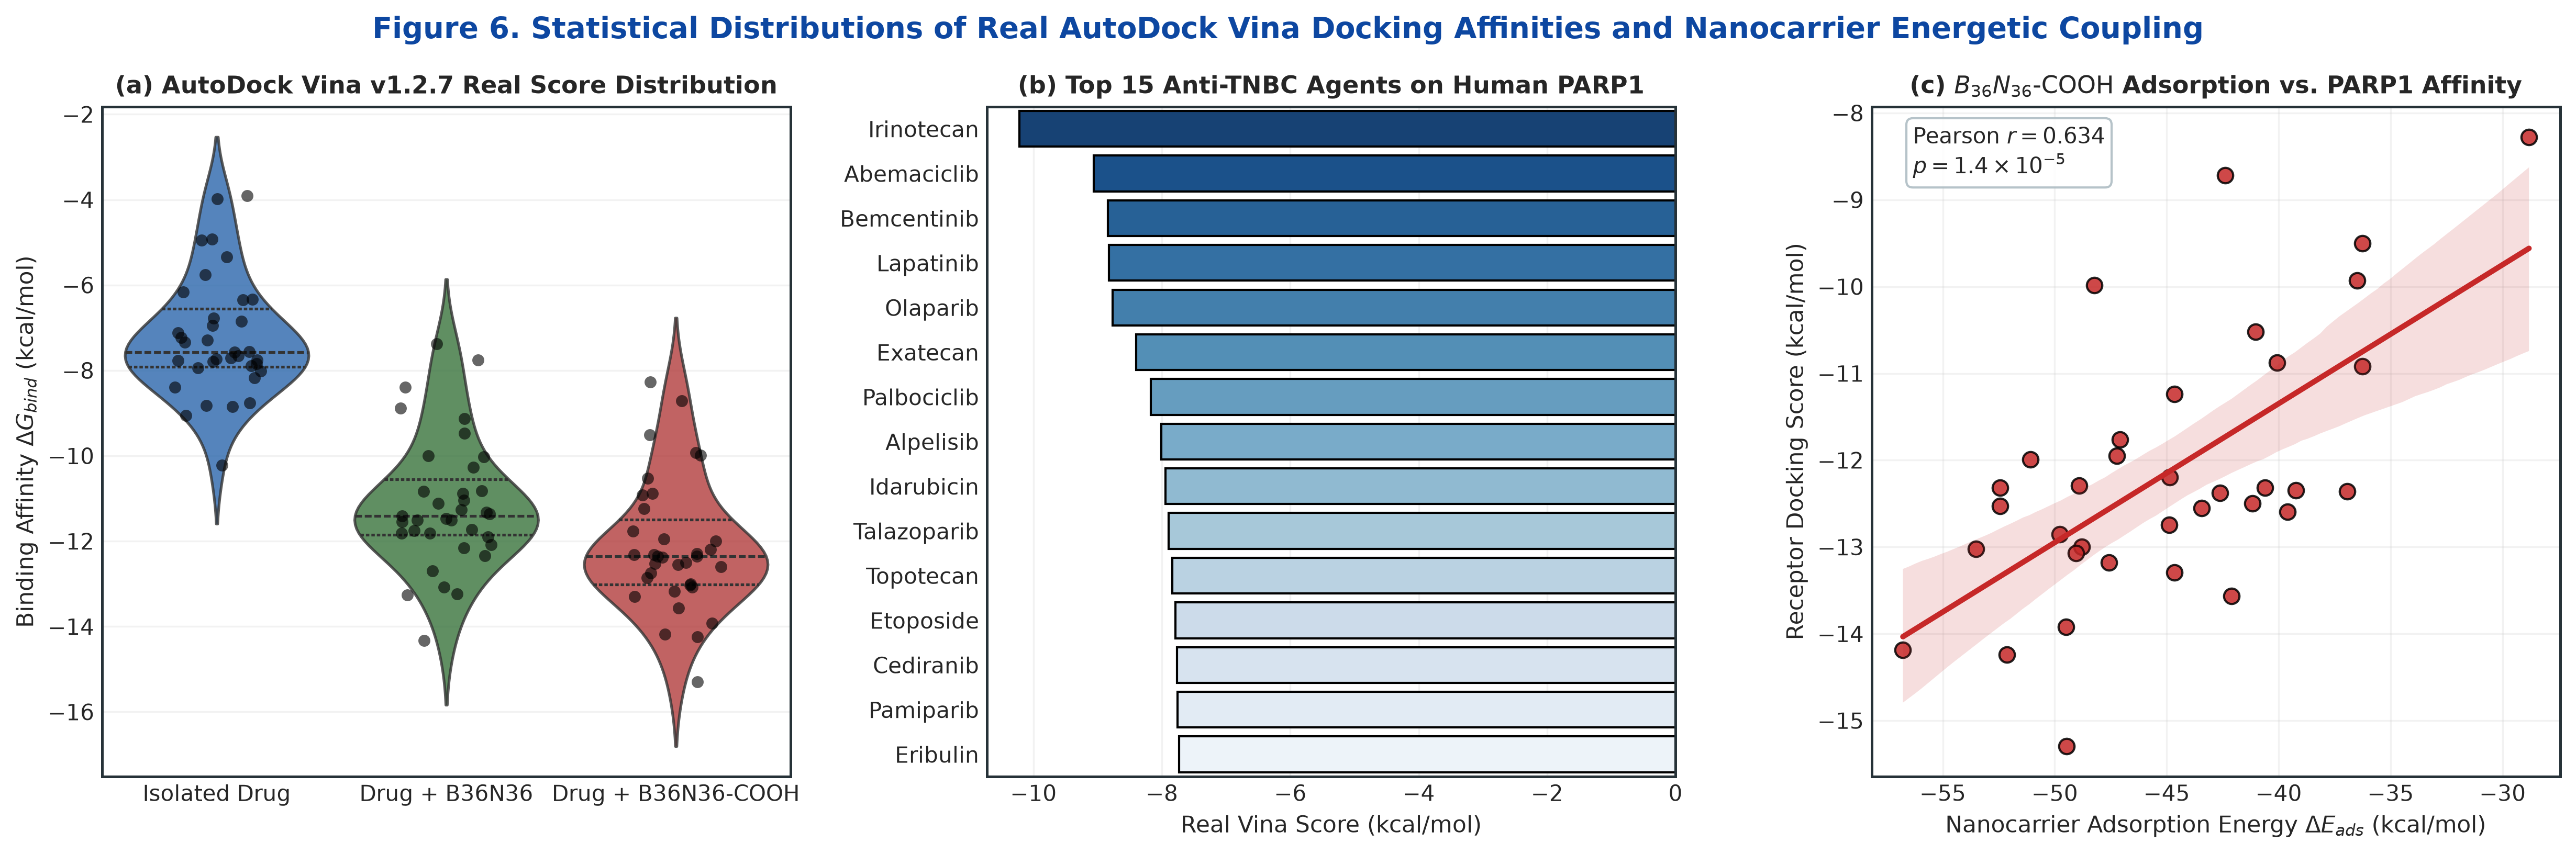 Figure 6. Statistical Distributions of Real AutoDock Vina Docking Affinities and Nanocarrier Energetic Coupling
(a) AutoDock Vina v1.2.7 Real Score Distribution
Binding Affinity ΔG_bind (kcal/mol)
−2
−4
−6
−8
−10
−12
−14
−16
Isolated Drug
Drug + B36N36
Drug + B36N36-COOH
(b) Top 15 Anti-TNBC Agents on Human PARP1
Irinotecan
Abemaciclib
Bemcentinib
Lapatinib
Olaparib
Exatecan
Palbociclib
Alpelisib
Idarubicin
Talazoparib
Topotecan
Etoposide
Cediranib
Pamiparib
Eribulin
−10
−8
−6
−4
−2
0
Real Vina Score (kcal/mol)
(c) B₃₆N₃₆-COOH Adsorption vs. PARP1 Affinity
Pearson r = 0.634
p = 1.4 × 10⁻⁵
Receptor Docking Score (kcal/mol)
−8
−9
−10
−11
−12
−13
−14
−15
−55
−50
−45
−40
−35
−30
Nanocarrier Adsorption Energy ΔE_ads (kcal/mol)